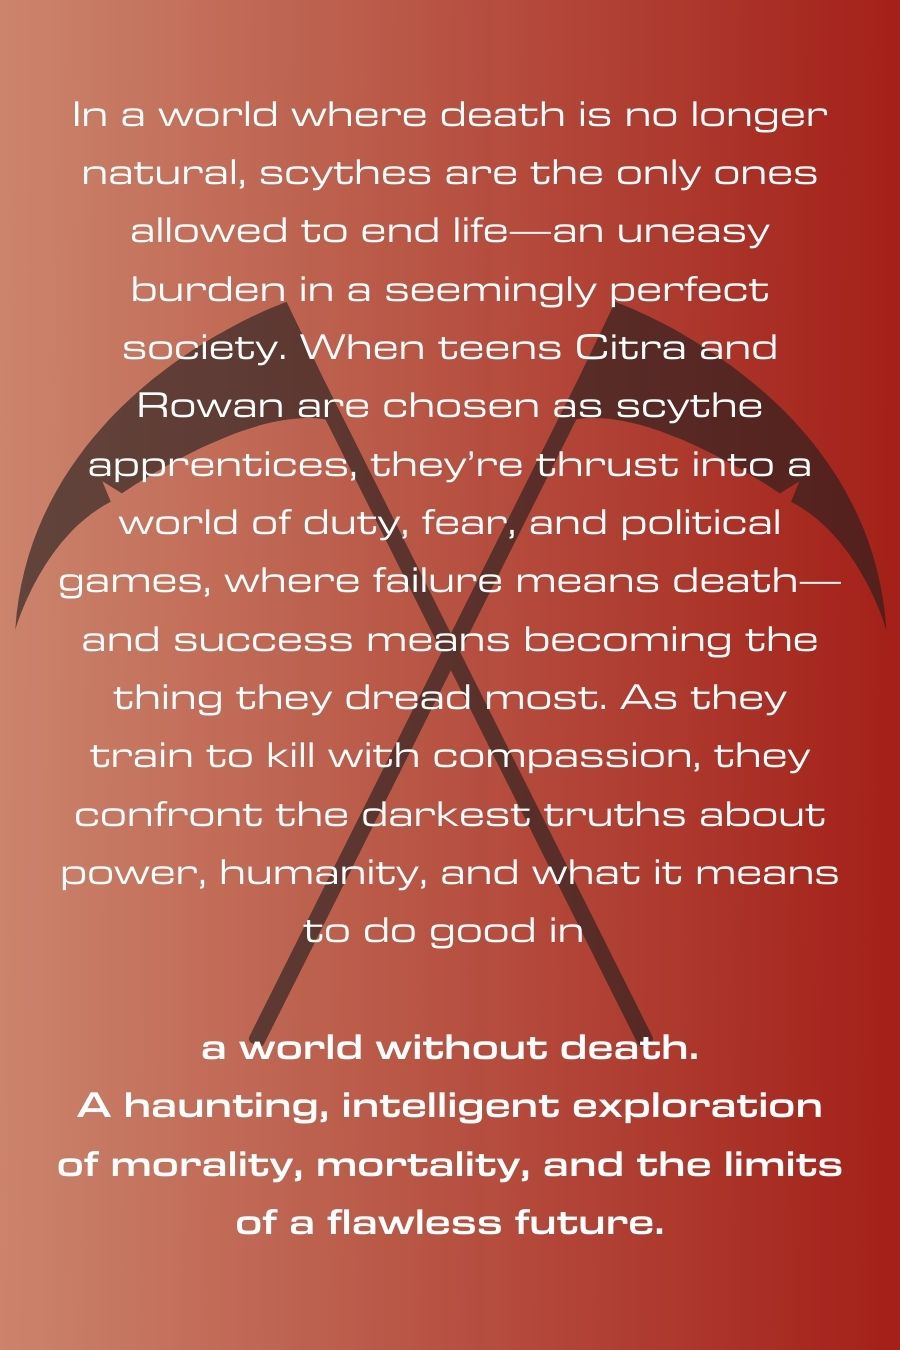 In a world where death is no longer
natural, scythes are the only ones
allowed to end life—an uneasy
burden in a seemingly perfect
society. When teens Citra and
Rowan are chosen as scythe
apprentices, they’re thrust into a
world of duty, fear, and political
games, where failure means death—
and success means becoming the
thing they dread most. As they
train to kill with compassion, they
confront the darkest truths about
power, humanity, and what it means
to do good in
a world without death.
A haunting, intelligent exploration
of morality, mortality, and the limits
of a flawless future.